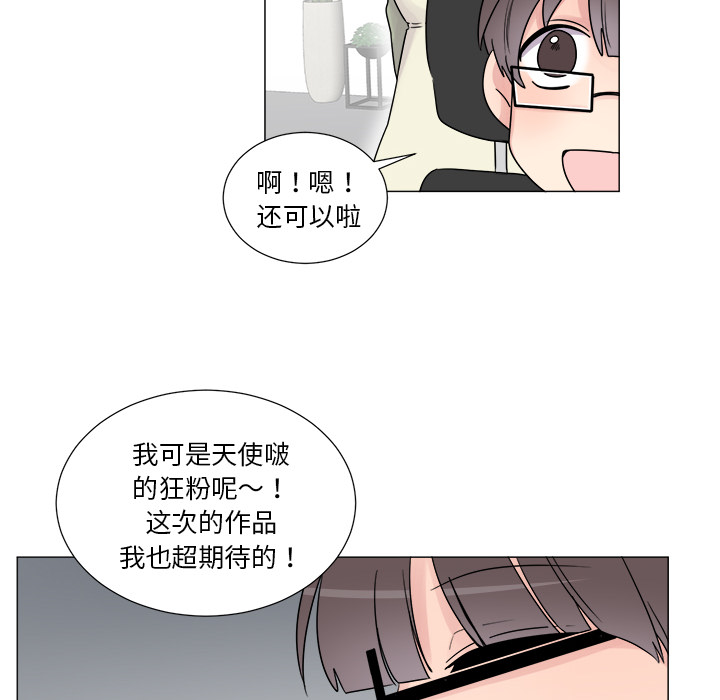 啊！嗯！
还可以啦
我可是天使啵
的狂粉呢～！
这次的作品
我也超期待的！